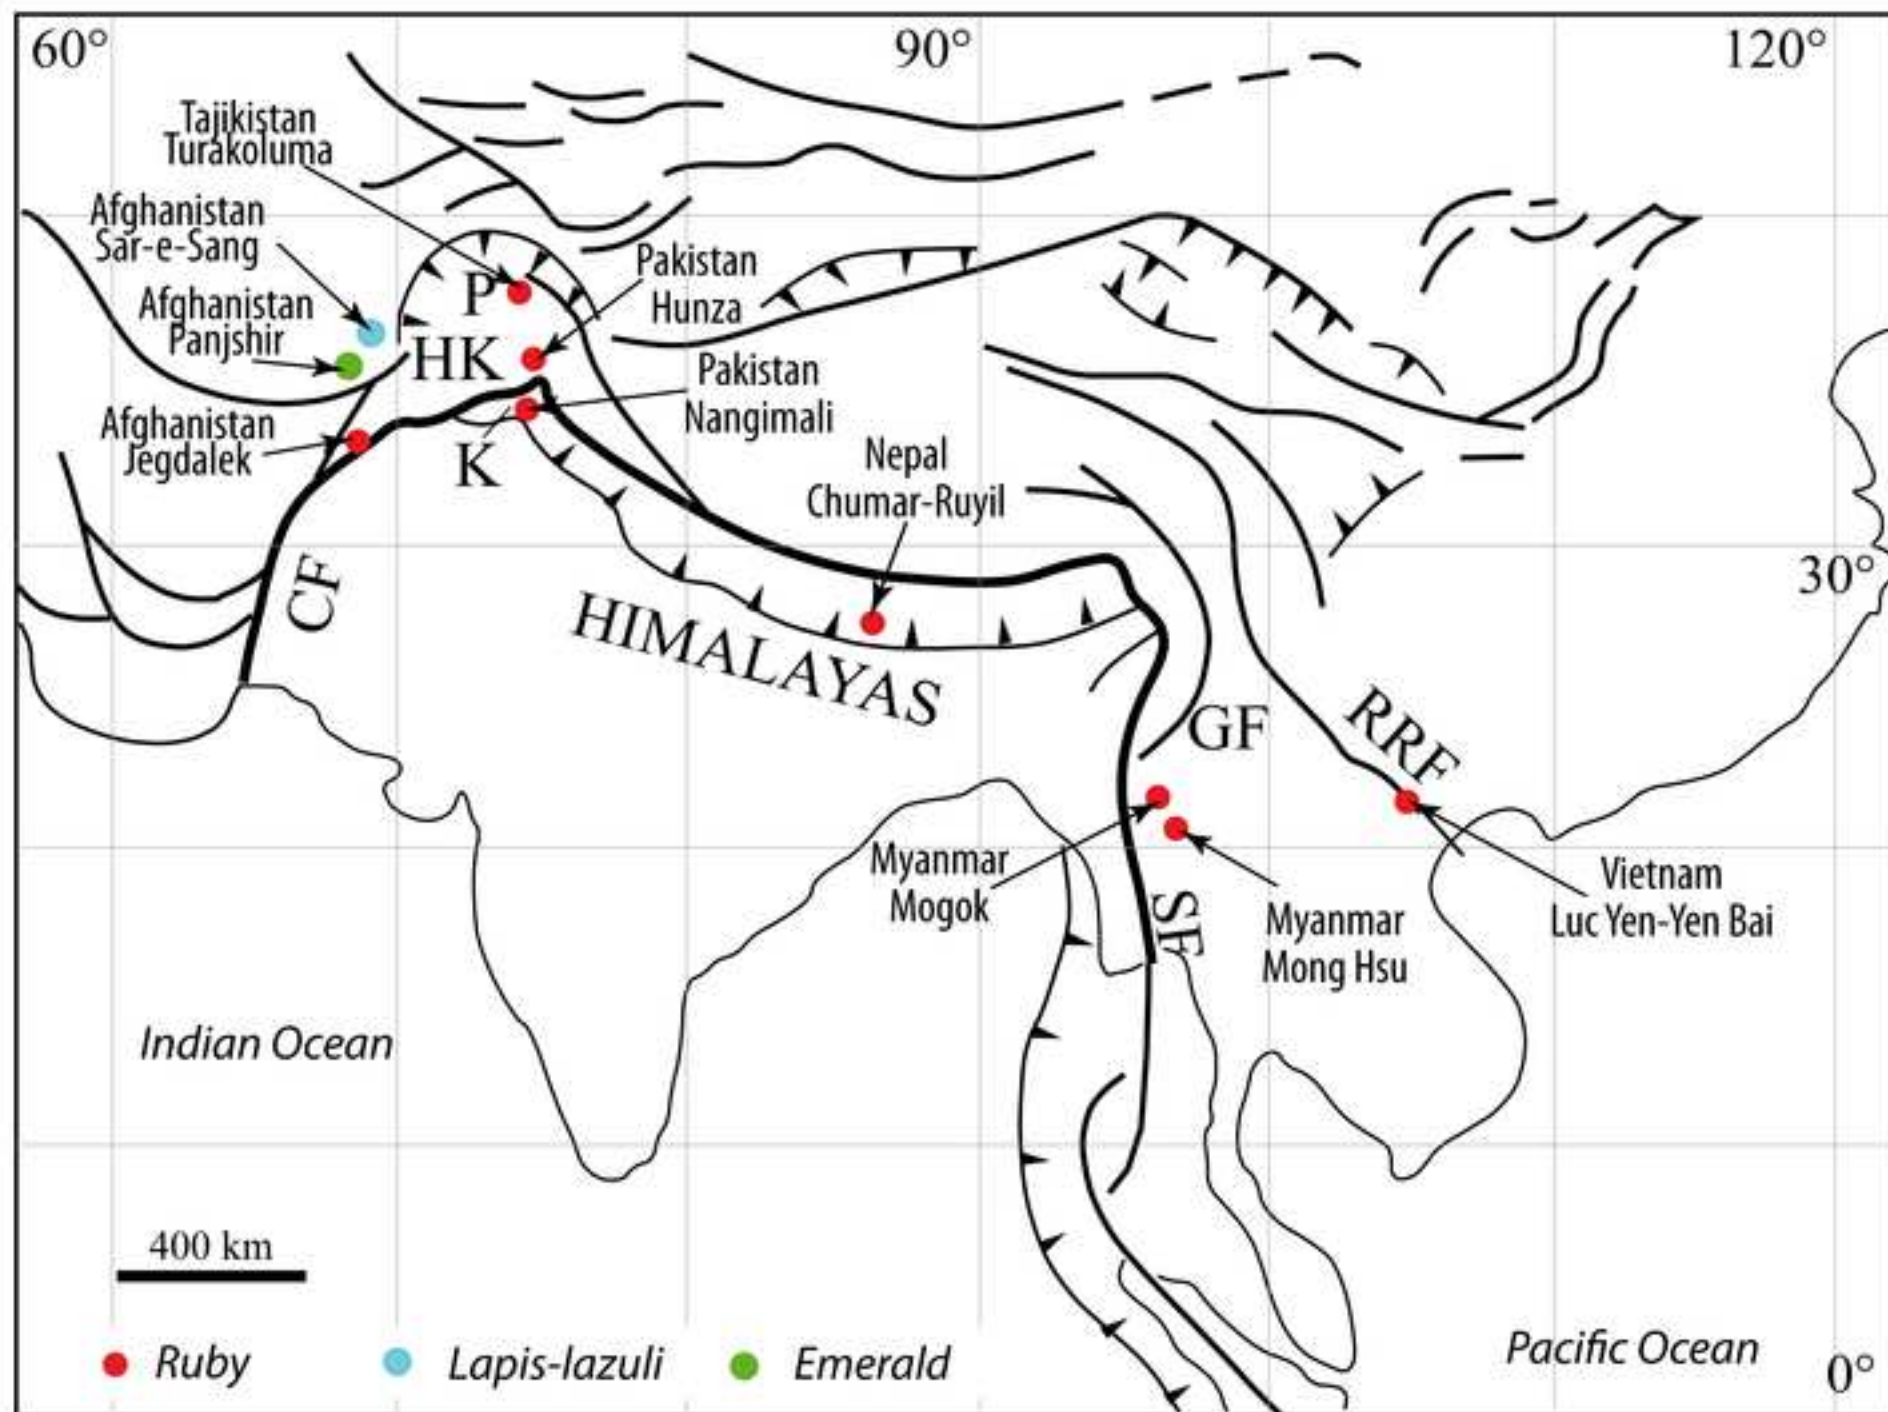 60°
90°
120°
Tajikistan
Turakoluma
Afghanistan
Sar-e-Sang
Pakistan
Hunza
P
Afghanistan
Panjshir
HK
Pakistan
Nangimali
Afghanistan
Jegdalek
K
Nepal
Chumar-Ruyil
30°
CF
HIMALAYAS
GF
RRF
Myanmar
Mogok
SF
Myanmar
Mong Hsu
Vietnam
Luc Yen-Yen Bai
Indian Ocean
400 km
Ruby
Lapis-lazuli
Emerald
Pacific Ocean
0°